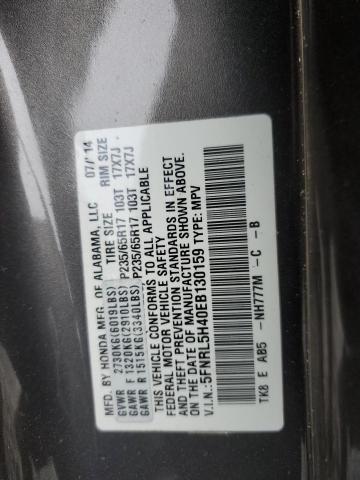 MFD. BY HONDA MFG. OF ALABAMA, LLC 07/'14
TIRE SIZE RIM SIZE
GVWR 2730KG(6019LBS)
GAWR F 1320KG(2910LBS) P235/65R17 103T 17X7J
GAWR R 1515KG(3340LBS) P235/65R17 103T 17X7J
THIS VEHICLE CONFORMS TO ALL APPLICABLE
FEDERAL MOTOR VEHICLE SAFETY
AND THEFT PREVENTION STANDARDS IN EFFECT
ON THE DATE OF MANUFACTURE SHOWN ABOVE.
V.I.N.:5FNRL5H40EB130159 TYPE: MPV
TK8 E AB5 -NH777M -C -B